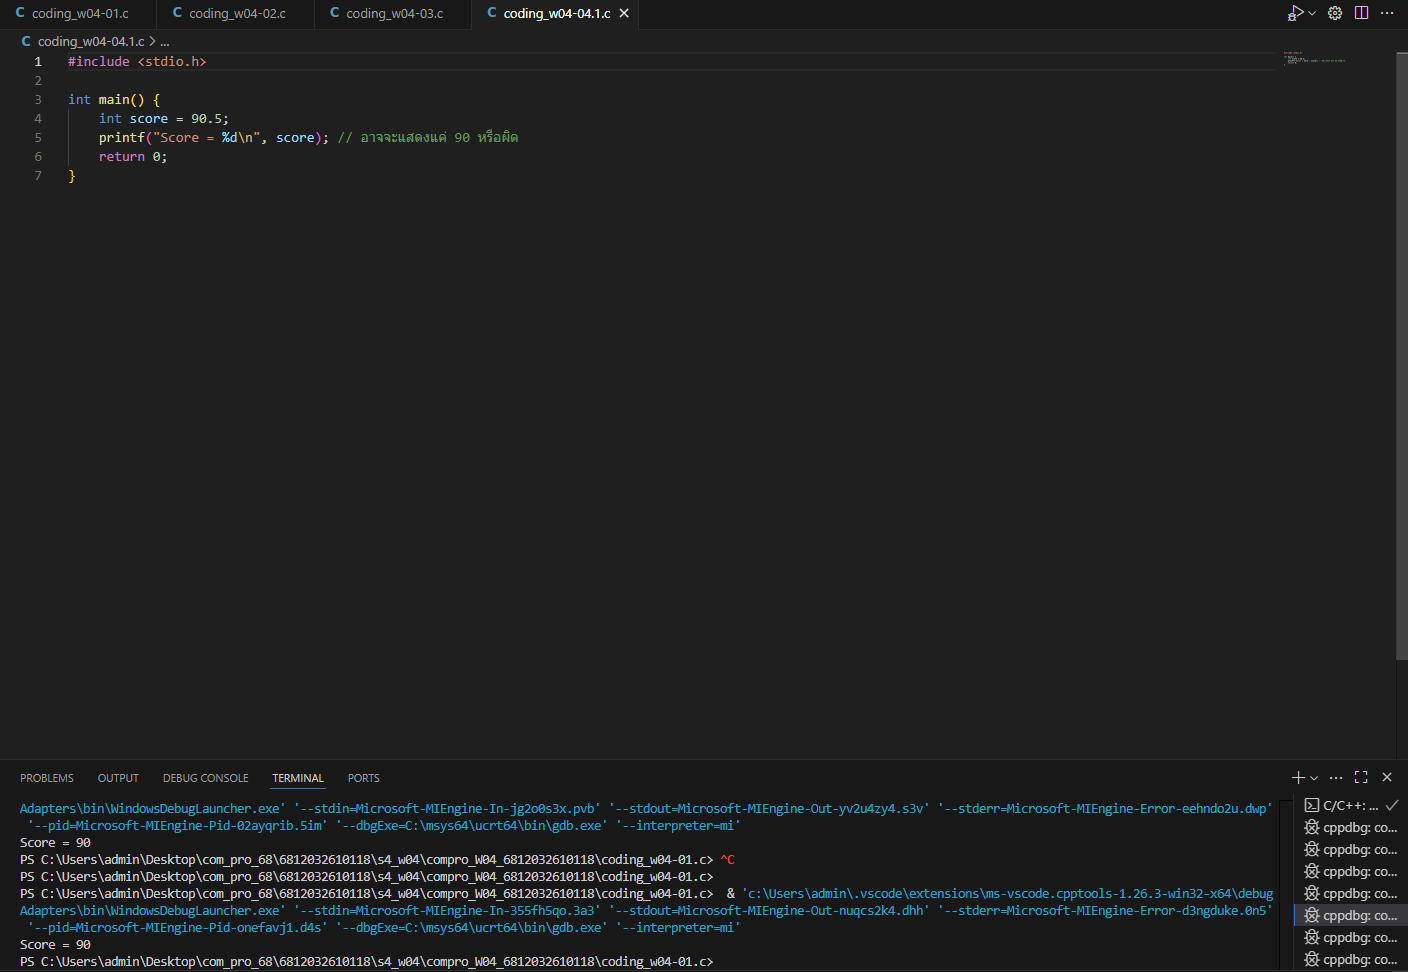 coding_w04-01.c
coding_w04-02.c
coding_w04-03.c
coding_w04-04.1.c
coding_w04-04.1.c > ...
1 #include <stdio.h>
2
3 int main() {
4 int score = 90.5;
5 printf("Score = %d\n", score); // อาจจะแสดงแค่ 90 หรือผิด
6 return 0;
7 }
PROBLEMS OUTPUT DEBUG CONSOLE TERMINAL PORTS
Adapters\bin\WindowsDebugLauncher.exe' '--stdin=Microsoft-MIEngine-In-jg2o0s3x.pvb' '--stdout=Microsoft-MIEngine-Out-yv2u4zy4.s3v' '--stderr=Microsoft-MIEngine-Error-eehndo2u.dwp'
'--pid=Microsoft-MIEngine-Pid-02ayqrib.5im' '--dbgExe=C:\msys64\ucrt64\bin\gdb.exe' '--interpreter=mi'
Score = 90
PS C:\Users\admin\Desktop\com_pro_68\6812032610118\s4_w04\compro_W04_6812032610118\coding_w04-01.c> ^C
PS C:\Users\admin\Desktop\com_pro_68\6812032610118\s4_w04\compro_W04_6812032610118\coding_w04-01.c>
PS C:\Users\admin\Desktop\com_pro_68\6812032610118\s4_w04\compro_W04_6812032610118\coding_w04-01.c> & 'c:\Users\admin\.vscode\extensions\ms-vscode.cpptools-1.26.3-win32-x64\debug
Adapters\bin\WindowsDebugLauncher.exe' '--stdin=Microsoft-MIEngine-In-355fh5qo.3a3' '--stdout=Microsoft-MIEngine-Out-nuqcs2k4.dhh' '--stderr=Microsoft-MIEngine-Error-d3ngduke.0n5'
'--pid=Microsoft-MIEngine-Pid-onefavj1.d4s' '--dbgExe=C:\msys64\ucrt64\bin\gdb.exe' '--interpreter=mi'
Score = 90
PS C:\Users\admin\Desktop\com_pro_68\6812032610118\s4_w04\compro_W04_6812032610118\coding_w04-01.c>
C/C++: ...
cppdbg: co...
cppdbg: co...
cppdbg: co...
cppdbg: co...
cppdbg: co...
cppdbg: co...
cppdbg: co...